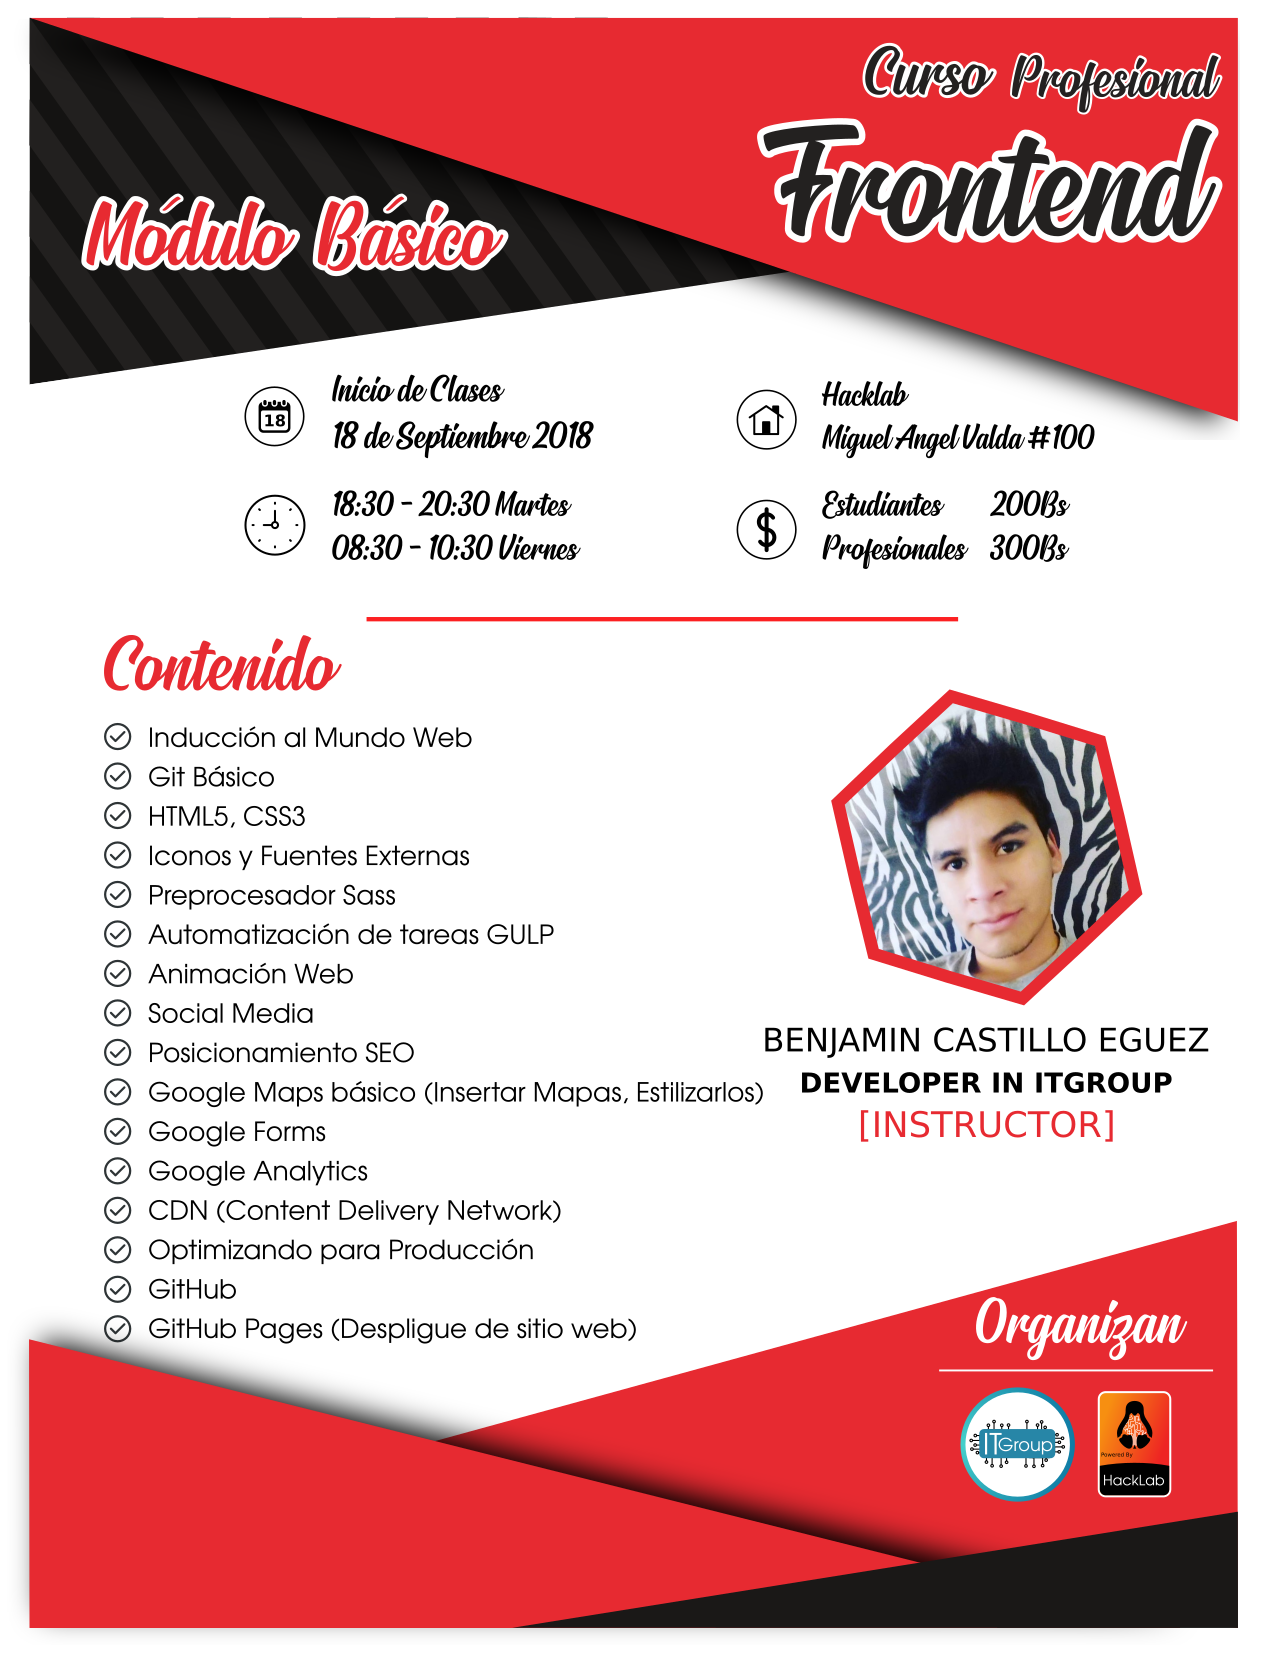 Curso Profesional
Frontend
Módulo Básico
18
Inicio de Clases
18 de Septiembre 2018
Hacklab
Miguel Angel Valda #100
18:30 - 20:30 Martes
08:30 - 10:30 Viernes
$
Estudiantes 200Bs
Profesionales 300Bs
Contenido
Inducción al Mundo Web
Git Básico
HTML5, CSS3
Iconos y Fuentes Externas
Preprocesador Sass
Automatización de tareas GULP
Animación Web
Social Media
Posicionamiento SEO
Google Maps básico (Insertar Mapas, Estilizarlos)
Google Forms
Google Analytics
CDN (Content Delivery Network)
Optimizando para Producción
GitHub
GitHub Pages (Despligue de sitio web)
BENJAMIN CASTILLO EGUEZ
DEVELOPER IN ITGROUP
[INSTRUCTOR]
Organizan
ITGroup
Powered By
HackLab